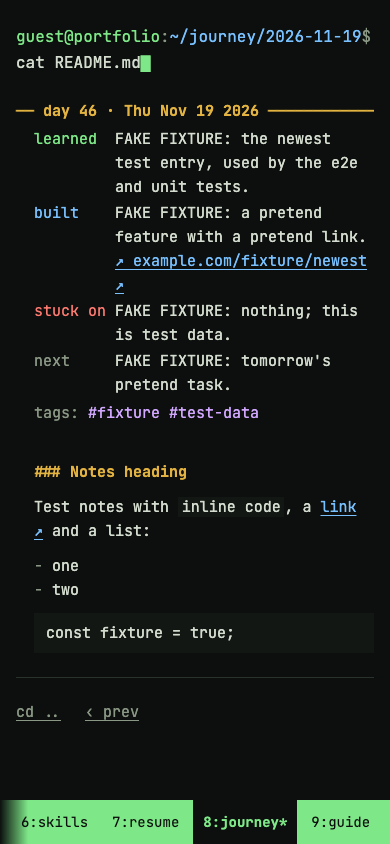 guest@portfolio:~/journey/2026-11-19$
cat README.md
day 46 · Thu Nov 19 2026
learned FAKE FIXTURE: the newest
test entry, used by the e2e
and unit tests.
built FAKE FIXTURE: a pretend
feature with a pretend link.
↗ example.com/fixture/newest
↗
stuck on FAKE FIXTURE: nothing; this
is test data.
next FAKE FIXTURE: tomorrow's
pretend task.
tags: #fixture #test-data
### Notes heading
Test notes with inline code, a link
↗ and a list:
- one
- two
const fixture = true;
cd .. ‹ prev
6:skills 7:resume 8:journey* 9:guide